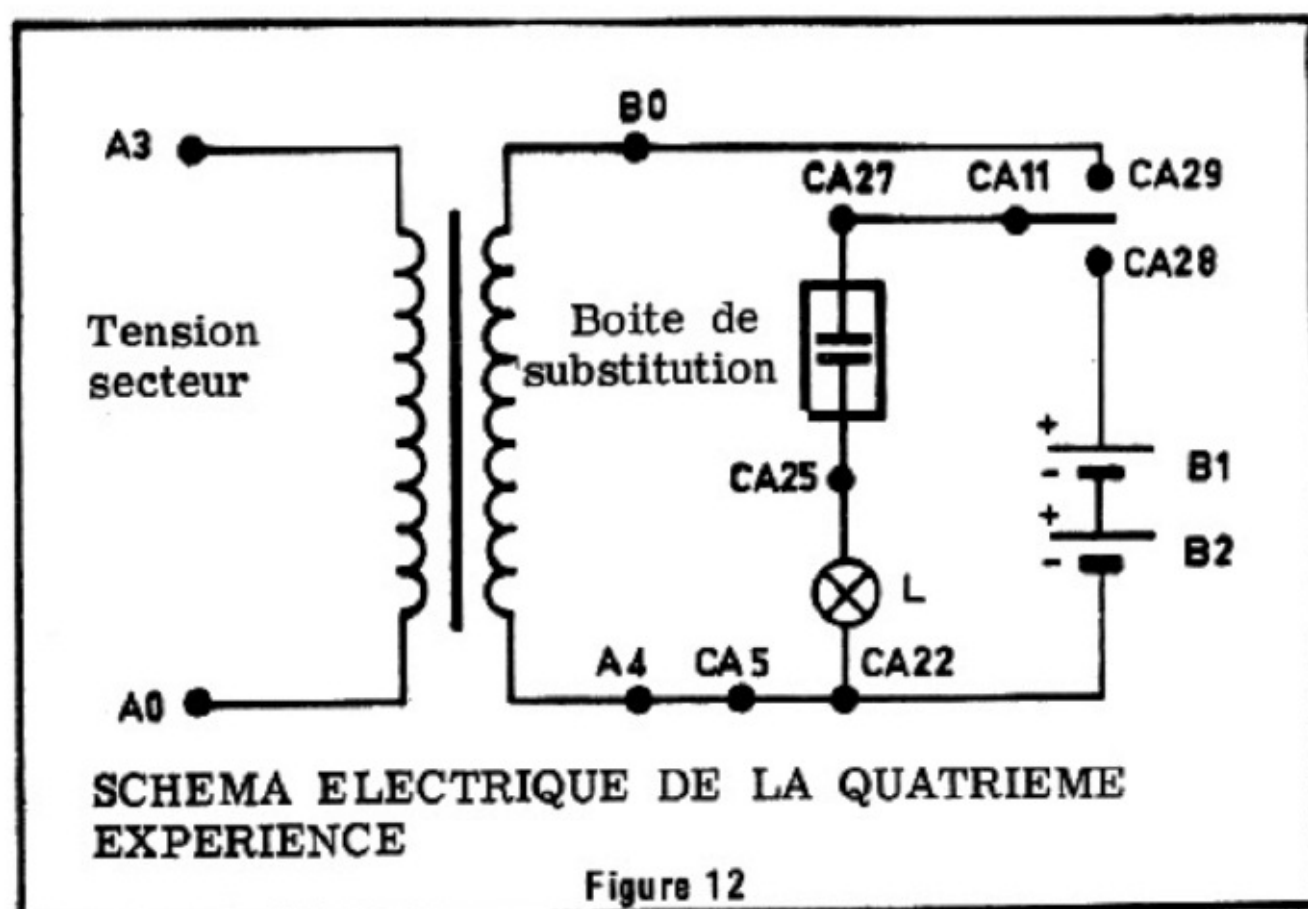 B0
A3
CA27
CA11
CA29
CA28
Tension
secteur
Boite de
substitution
+
-
B1
+
-
B2
CA25
L
A0
A4
CA5
CA22
SCHEMA ELECTRIQUE DE LA QUATRIEME
EXPERIENCE
Figure 12